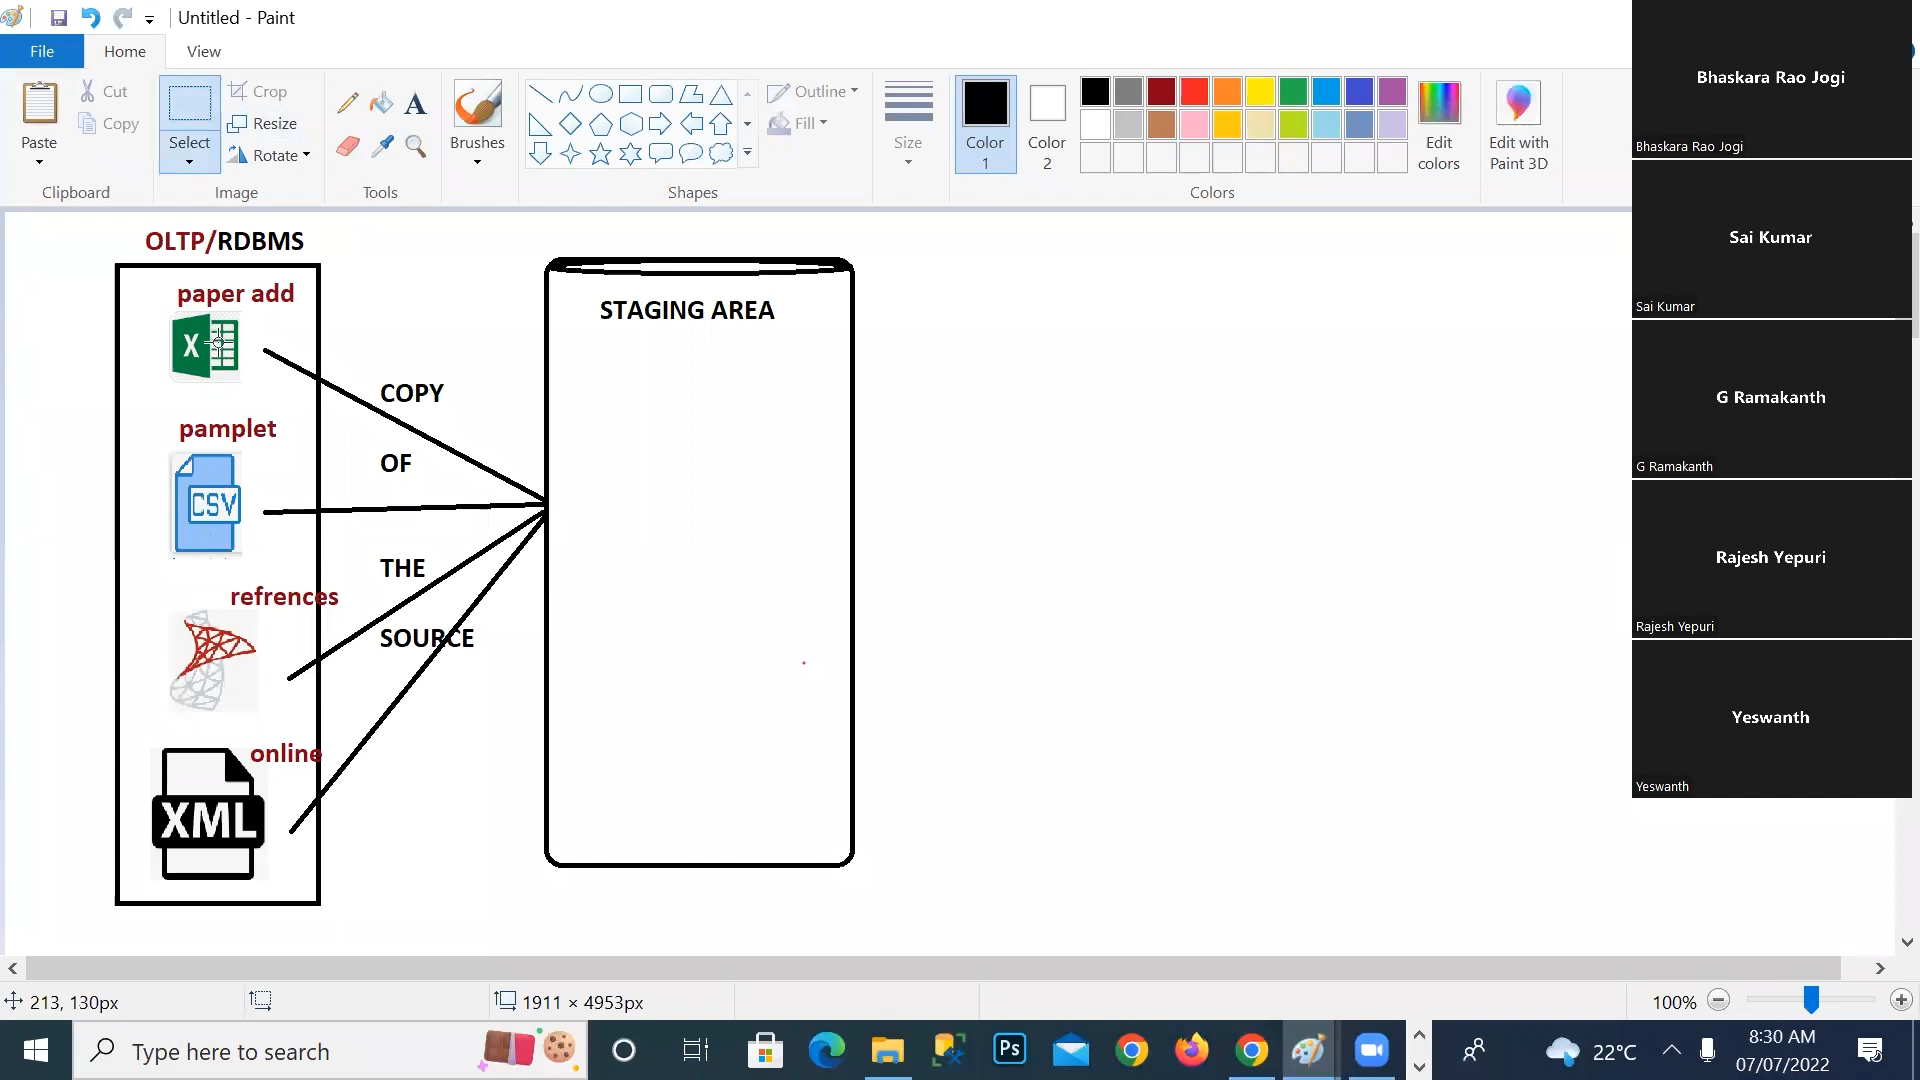 Untitled - Paint
File Home View
Paste
Cut
Copy
Clipboard
Select
Crop
Resize
Rotate
Image
A
Tools
Brushes
Shapes
Outline
Fill
Size
Color 1
Color 2
Edit colors
Edit with Paint 3D
Colors
Bhaskara Rao Jogi
Bhaskara Rao Jogi
Sai Kumar
Sai Kumar
G Ramakanth
G Ramakanth
Rajesh Yepuri
Rajesh Yepuri
Yeswanth
Yeswanth
OLTP/RDBMS
paper add
X
pamplet
CSV
refrences
online
XML
COPY
OF
THE
SOURCE
STAGING AREA
213, 130px
1911 × 4953px
100%
Type here to search
Ps
22°C
8:30 AM
07/07/2022